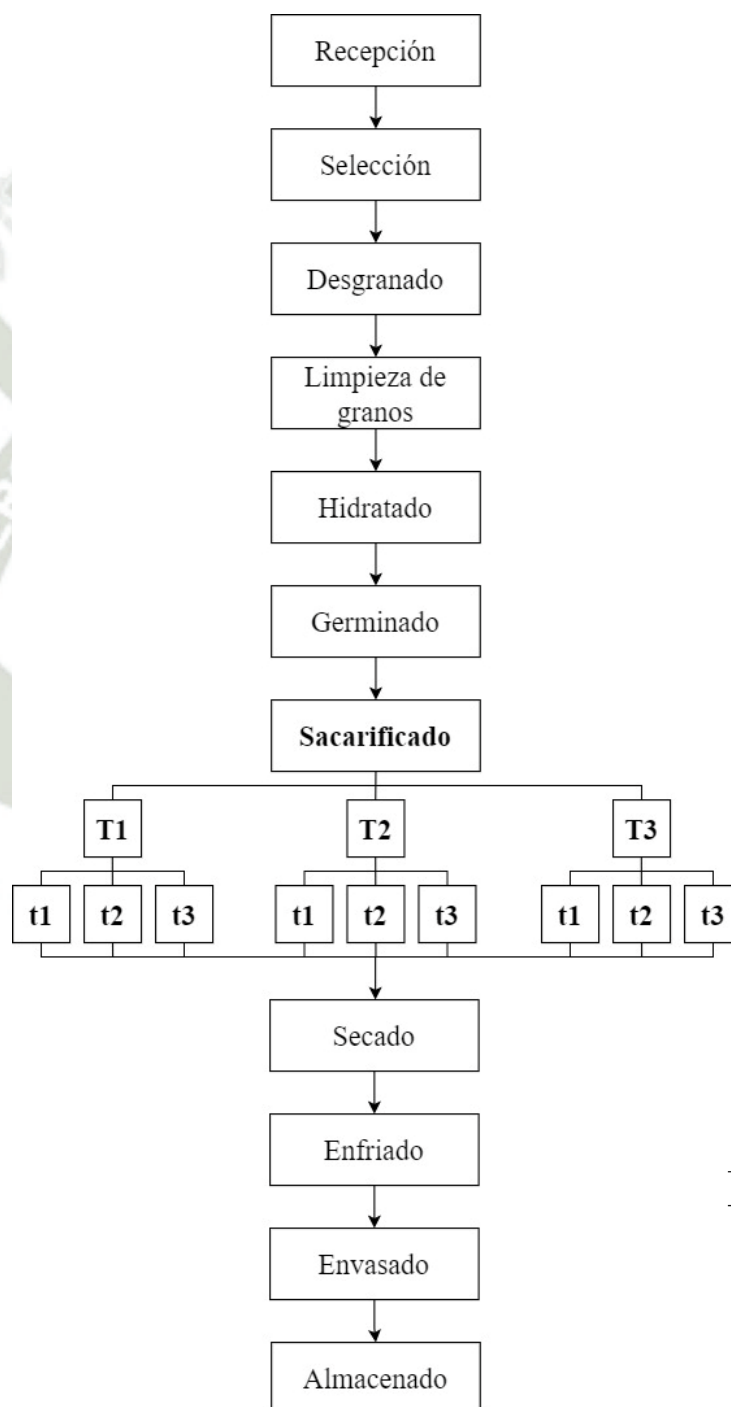 Recepción
Selección
Desgranado
Limpieza de
granos
Hidratado
Germinado
Sacarificado
T1 T2 T3
t1 t2 t3 t1 t2 t3 t1 t2 t3
Secado
Enfriado
Envasado
Almacenado